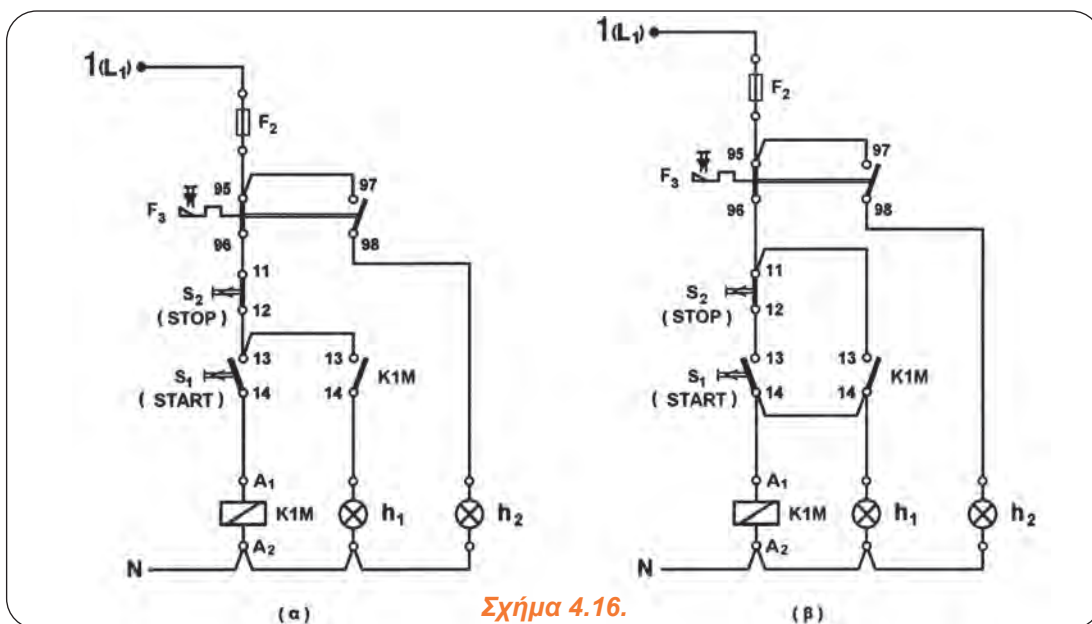 1(L1)
F2
95
97
F3
96
98
11
S2
12
(STOP)
13
13
S1
K1M
14
14
( START )
A1
K1M
h1
h2
A2
N
(α)
1(L1)
F2
95
97
F3
96
98
11
S2
12
(STOP)
13
13
S1
K1M
14
14
( START )
A1
K1M
h1
h2
A2
N
(β)
Σχήμα 4.16.